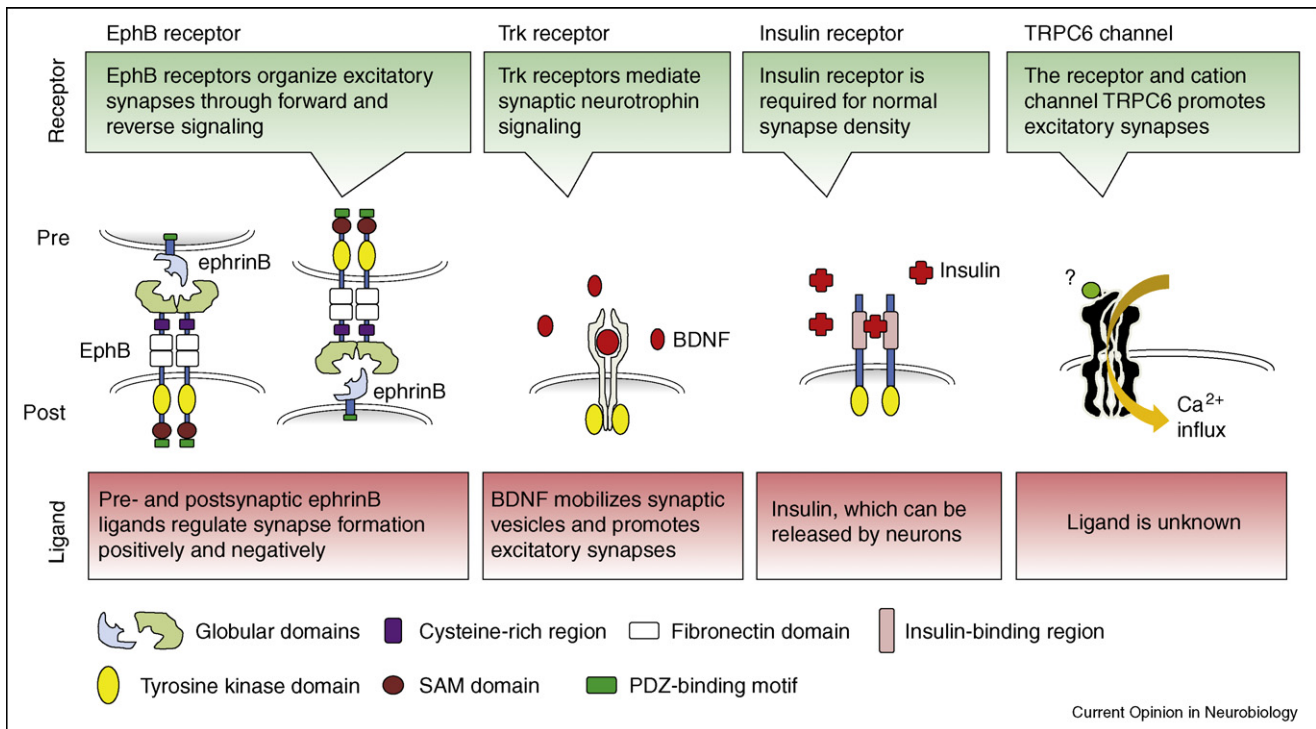 EphB receptor
Trk receptor
Insulin receptor
TRPC6 channel
Receptor
EphB receptors organize excitatory
synapses through forward and
reverse signaling
Trk receptors mediate
synaptic neurotrophin
signaling
Insulin receptor is
required for normal
synapse density
The receptor and cation
channel TRPC6 promotes
excitatory synapses
Pre
ephrinB
EphB
ephrinB
BDNF
Insulin
?
Ca2+
influx
Post
Ligand
Pre- and postsynaptic ephrinB
ligands regulate synapse formation
positively and negatively
BDNF mobilizes synaptic
vesicles and promotes
excitatory synapses
Insulin, which can be
released by neurons
Ligand is unknown
Globular domains
Cysteine-rich region
Fibronectin domain
Insulin-binding region
Tyrosine kinase domain
SAM domain
PDZ-binding motif
Current Opinion in Neurobiology